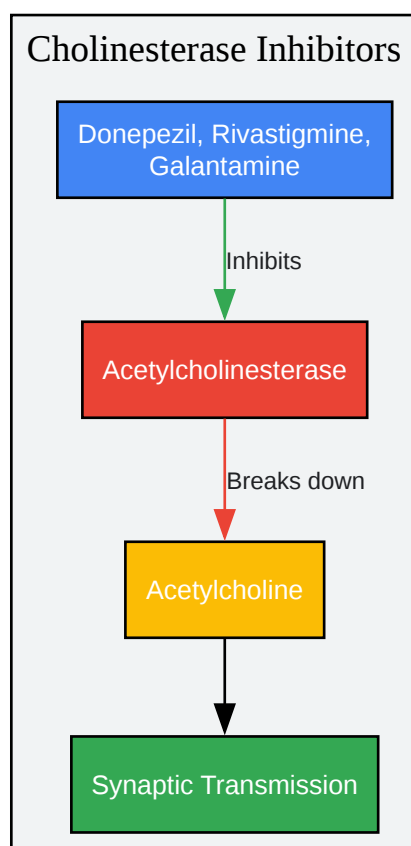 Cholinesterase Inhibitors
Donepezil, Rivastigmine,
Galantamine
Inhibits
Acetylcholinesterase
Breaks down
Acetylcholine
Synaptic Transmission